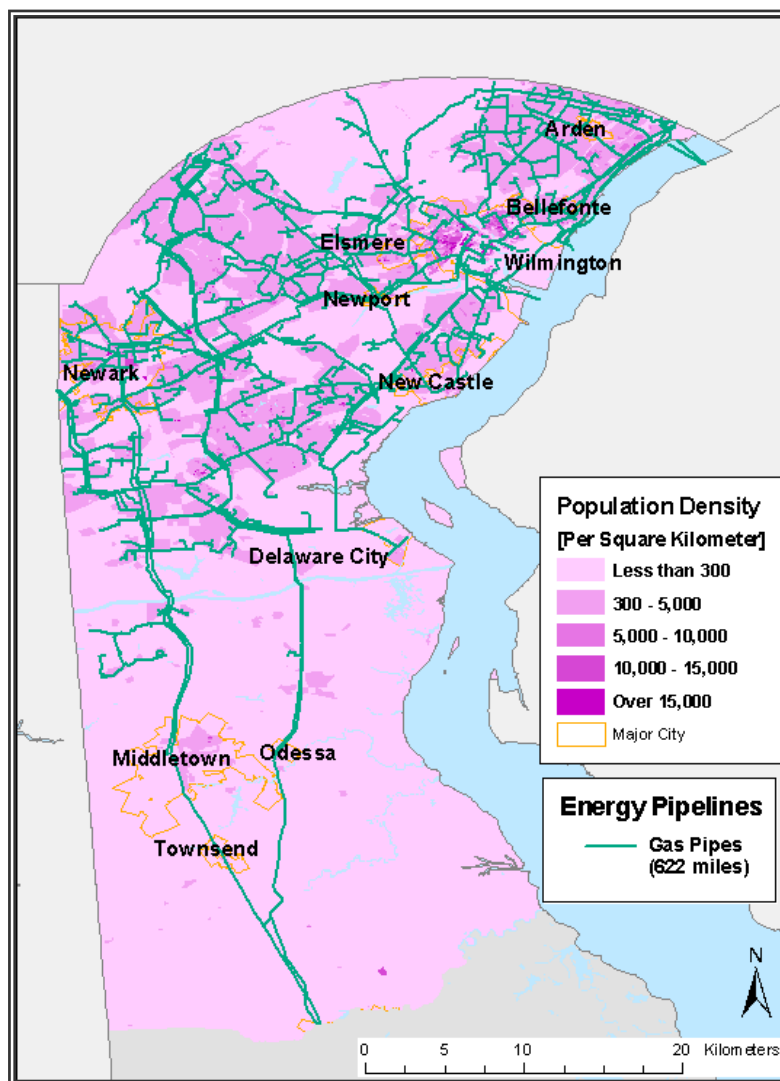 Arden
Bellefonte
Elsmere
Wilmington
Newport
Newark
New Castle
Delaware City
Middletown
Odessa
Townsend
Population Density
[Per Square Kilometer]
Less than 300
300 - 5,000
5,000 - 10,000
10,000 - 15,000
Over 15,000
Major City
Energy Pipelines
Gas Pipes
(622 miles)
N
0 5 10 20 Kilometers